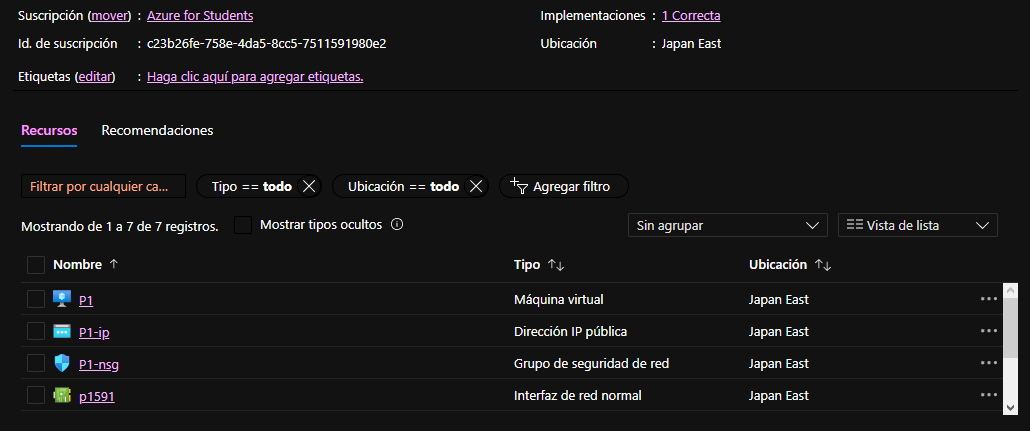 Suscripción (mover) : Azure for Students Implementaciones : 1 Correcta
Id. de suscripción : c23b26fe-758e-4da5-8cc5-7511591980e2 Ubicación : Japan East
Etiquetas (editar) : Haga clic aquí para agregar etiquetas.
Recursos Recomendaciones
Filtrar por cualquier ca... Tipo == todo Ubicación == todo Agregar filtro
Mostrando de 1 a 7 de 7 registros. Mostrar tipos ocultos Sin agrupar Vista de lista
Nombre Tipo Ubicación
P1 Máquina virtual Japan East
P1-ip Dirección IP pública Japan East
P1-nsg Grupo de seguridad de red Japan East
p1591 Interfaz de red normal Japan East